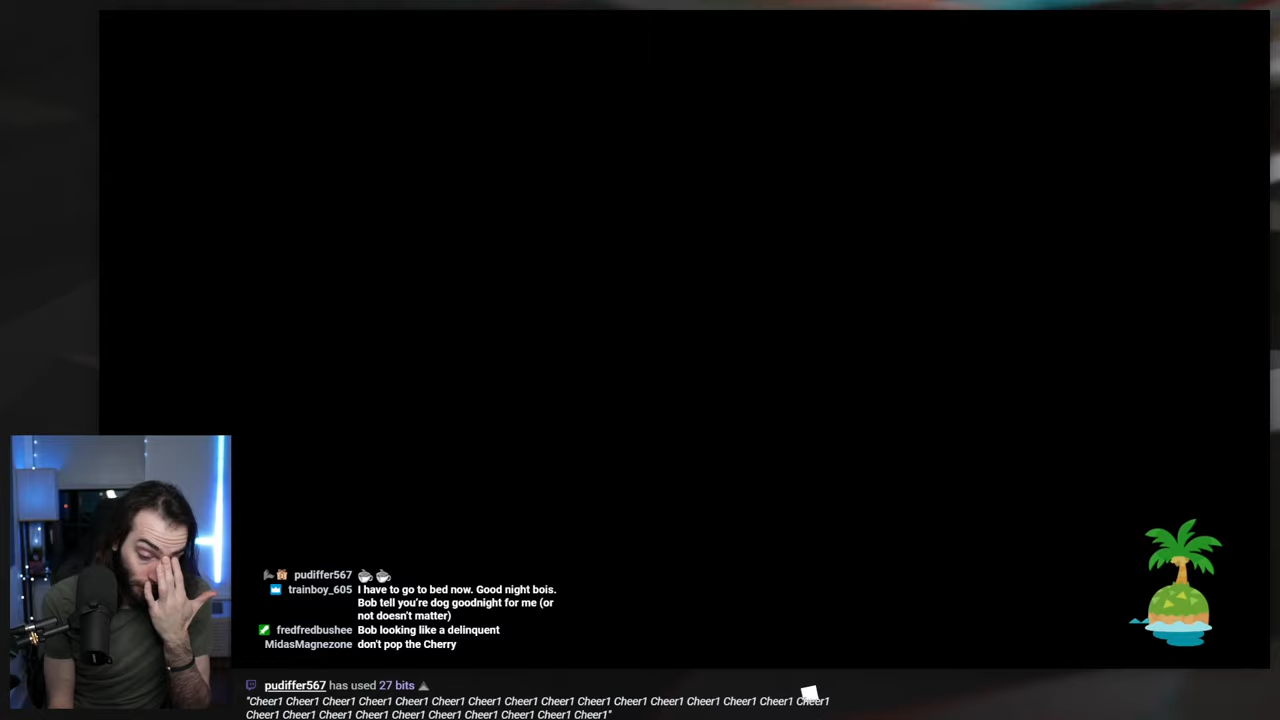 pudiffer567
trainboy_605 I have to go to bed now. Good night bois.
Bob tell you're dog goodnight for me (or
not doesn't matter)
fredfredbushee Bob looking like a delinquent
MidasMagnezone don't pop the Cherry
pudiffer567 has used 27 bits
"Cheer1 Cheer1 Cheer1 Cheer1 Cheer1 Cheer1 Cheer1 Cheer1 Cheer1 Cheer1 Cheer1 Cheer1 Cheer1 Cheer1 Cheer1 Cheer1
Cheer1 Cheer1 Cheer1 Cheer1 Cheer1 Cheer1 Cheer1 Cheer1 Cheer1 Cheer1"